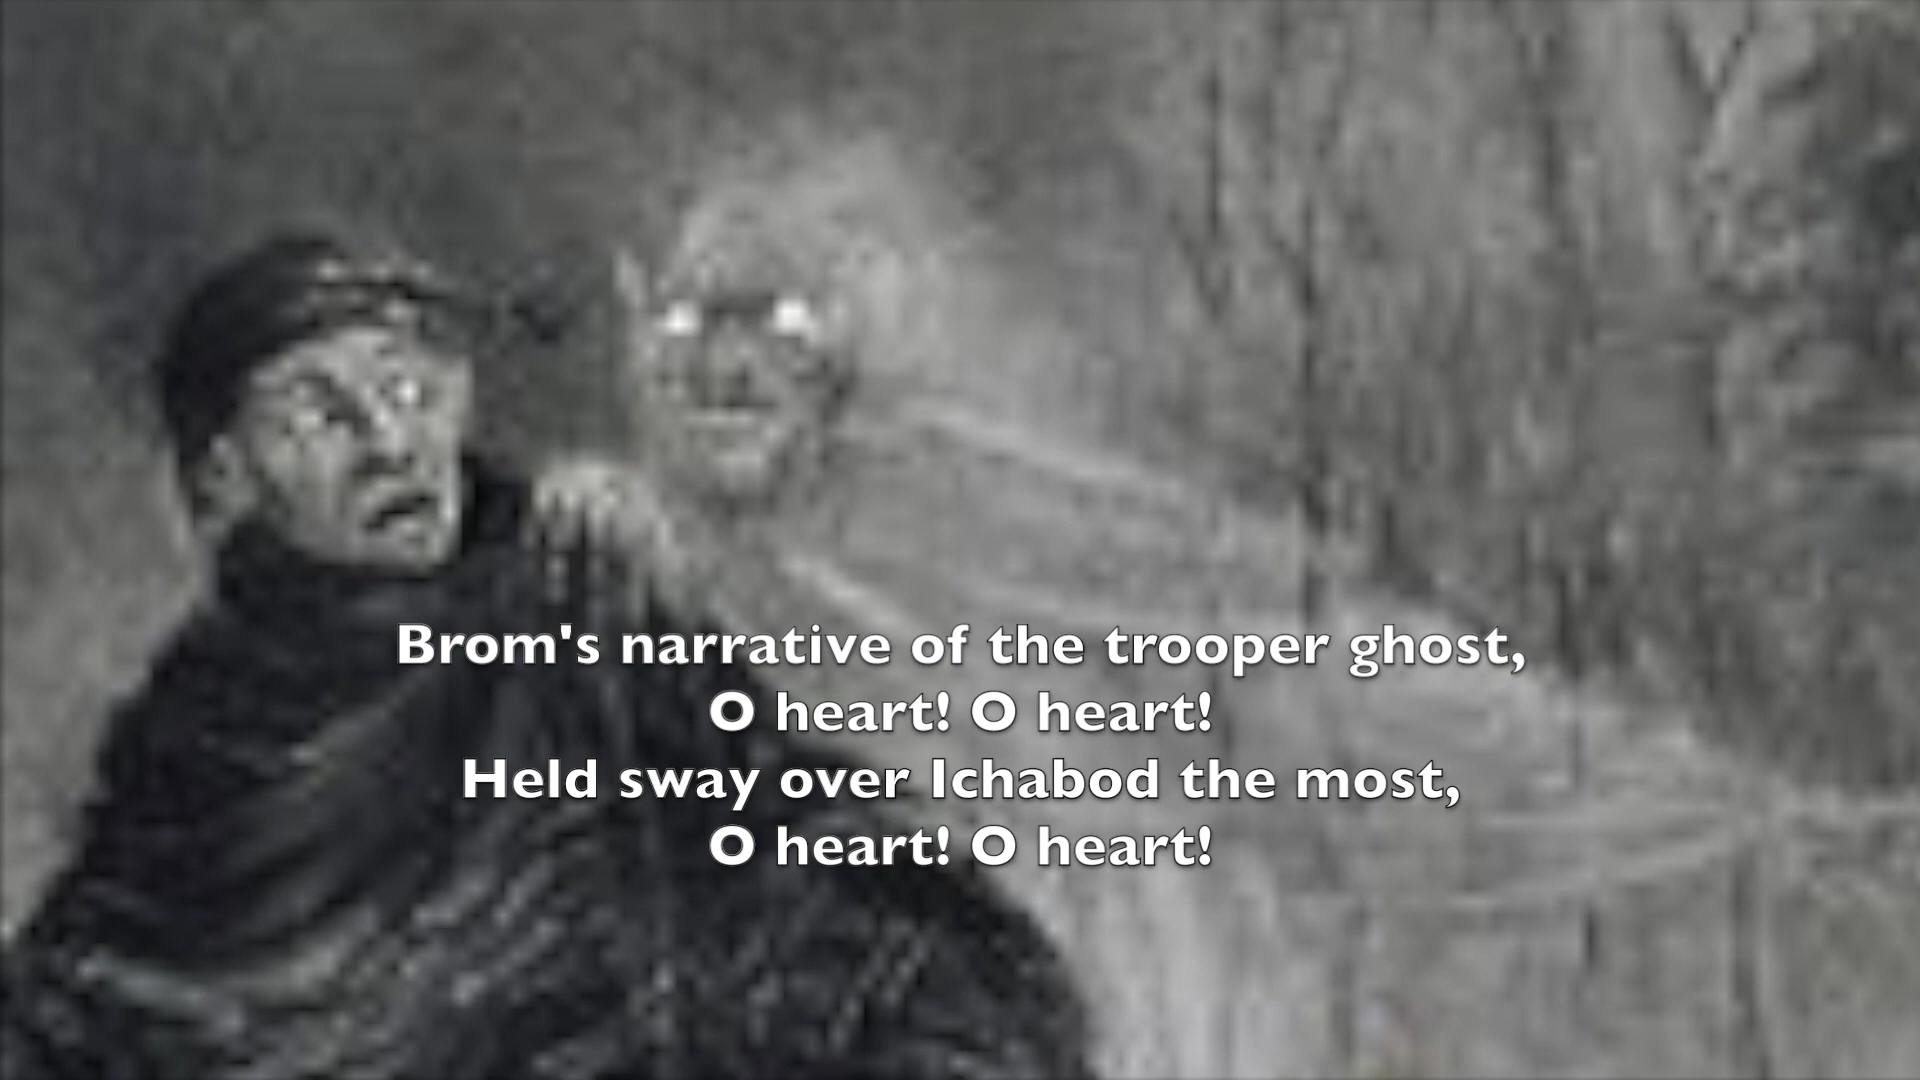 Brom's narrative of the trooper ghost,
O heart! O heart!
Held sway over Ichabod the most,
O heart! O heart!